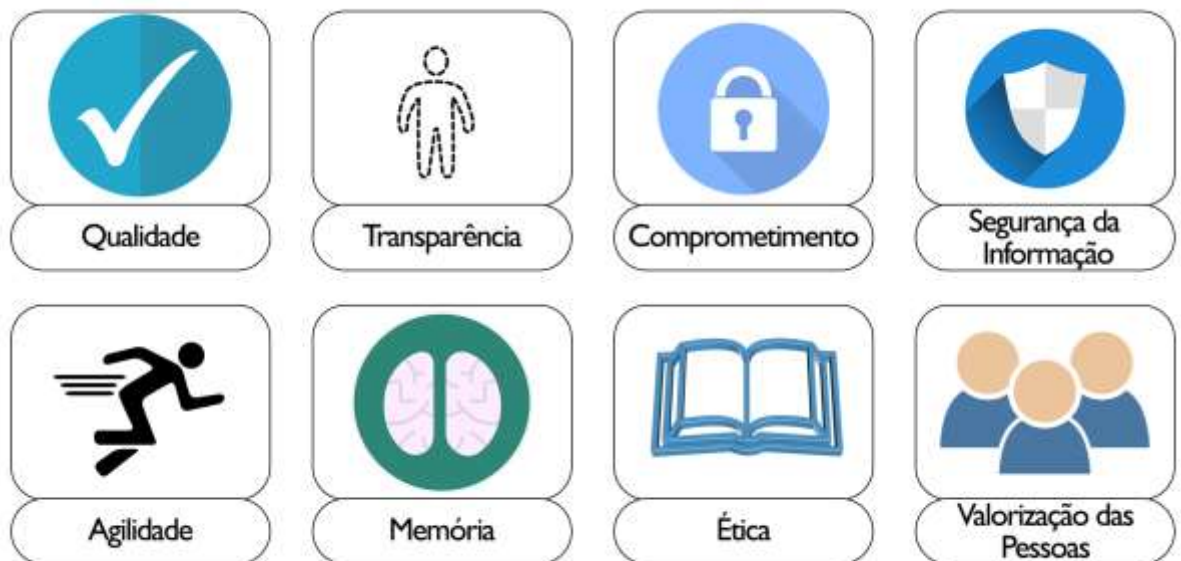 Qualidade
Transparência
Comprometimento
Segurança da
Informação
Agilidade
Memória
Ética
Valorização das
Pessoas